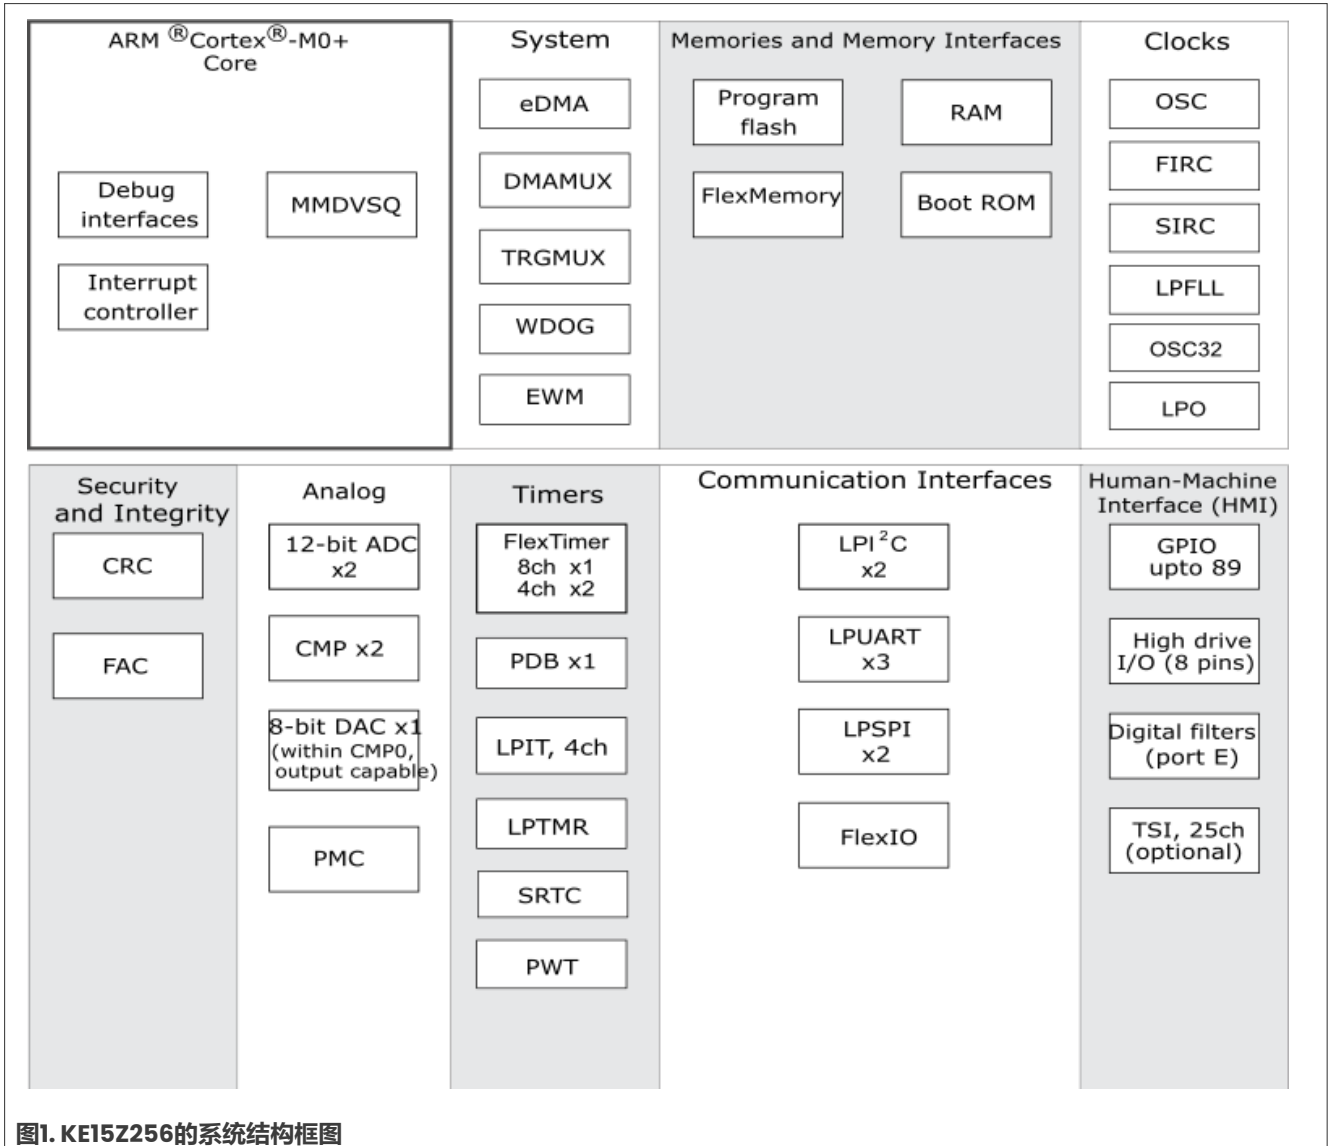 ARM ®Cortex®-M0+
Core
Debug
interfaces
MMDVSQ
Interrupt
controller
System
eDMA
DMAMUX
TRGMUX
WDOG
EWM
Memories and Memory Interfaces
Program
flash
RAM
FlexMemory
Boot ROM
Clocks
OSC
FIRC
SIRC
LPFLL
OSC32
LPO
Security
and Integrity
CRC
FAC
Analog
12-bit ADC
x2
CMP x2
8-bit DAC x1
(within CMP0,
output capable)
PMC
Timers
FlexTimer
8ch x1
4ch x2
PDB x1
LPIT, 4ch
LPTMR
SRTC
PWT
Communication Interfaces
LPI²C
x2
LPUART
x3
LPSPI
x2
FlexIO
Human-Machine
Interface (HMI)
GPIO
upto 89
High drive
I/O (8 pins)
Digital filters
(port E)
TSI, 25ch
(optional)
图1. KE15Z256的系统结构框图